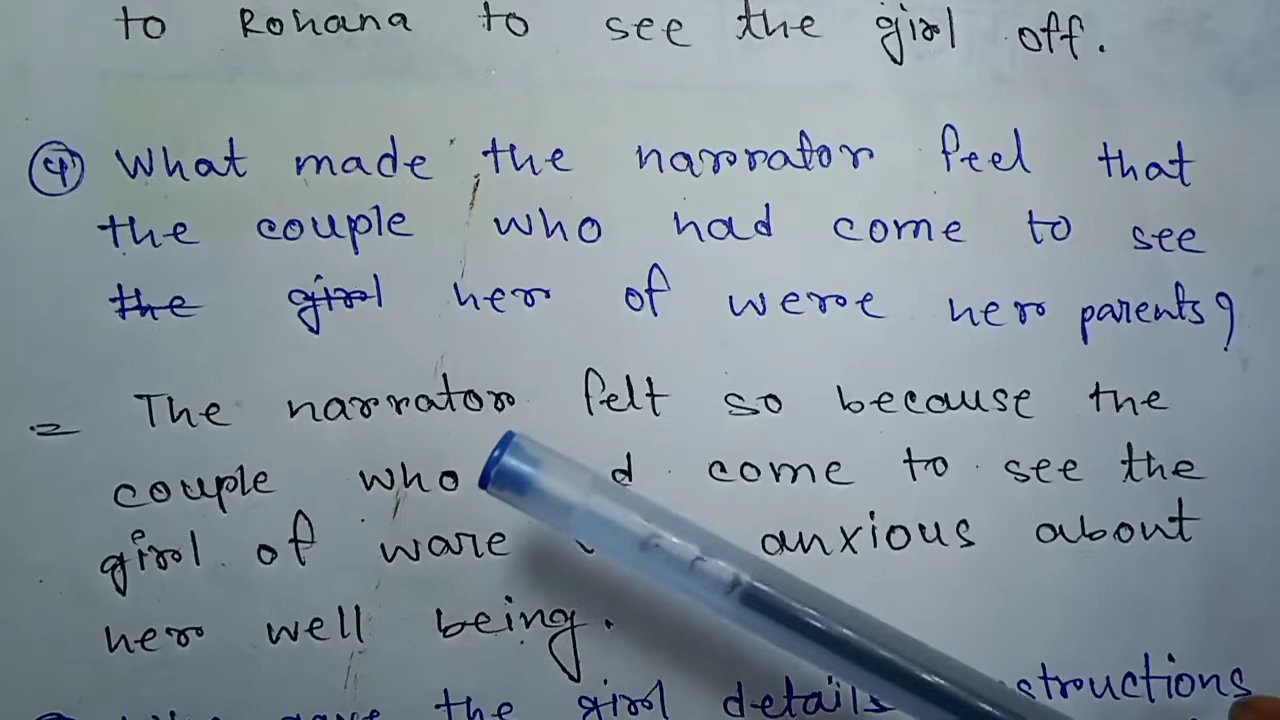 to Rohana to see the girl off.
④ What made the narrator feel that
the couple who had come to see
the girl her of were her parents?
= The narrator felt so because the
couple who d come to see the
girl of ware anxious about
her well being.
the girl details structions